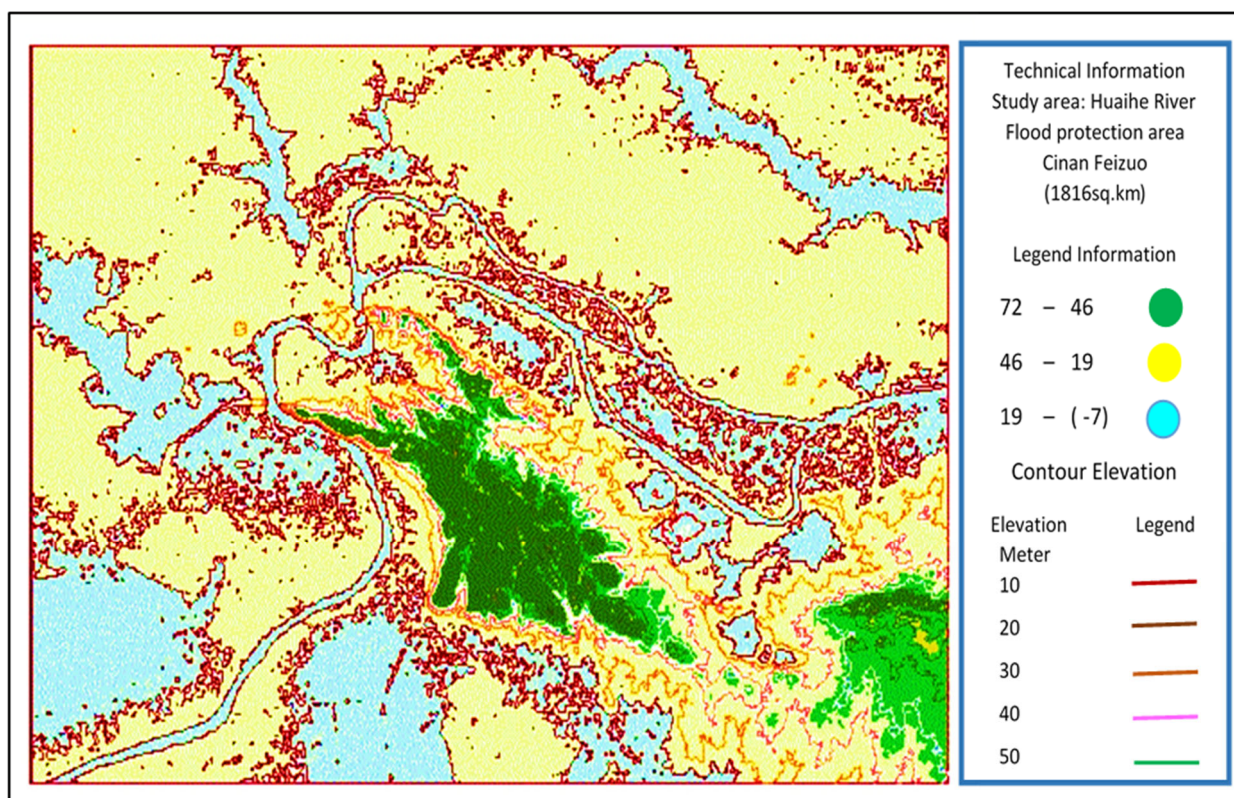 Technical Information
Study area: Huaihe River
Flood protection area
Cinan Feizuo
(1816sq.km)
Legend Information
72 – 46
46 – 19
19 – ( -7)
Contour Elevation
Elevation Legend
Meter
10
20
30
40
50